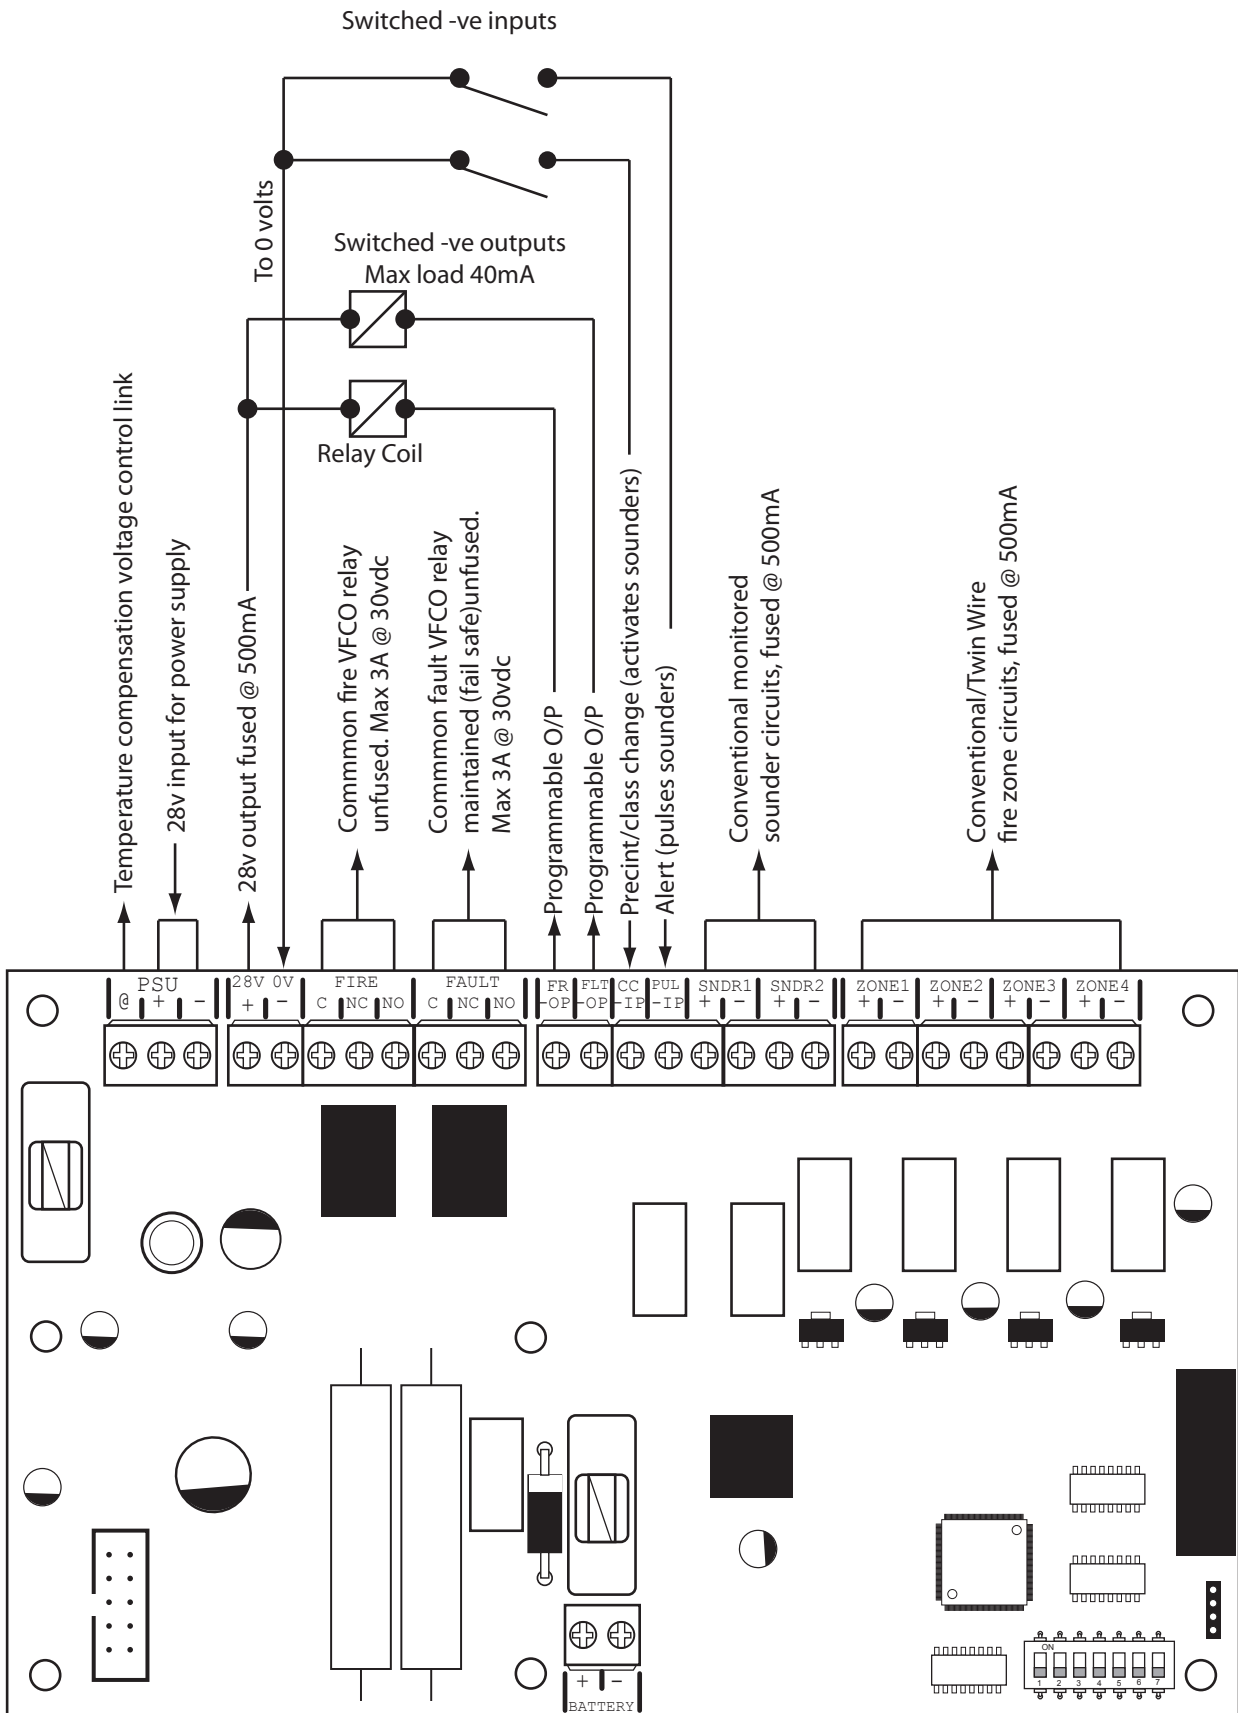 Switched -ve inputs
To 0 volts
Switched -ve outputs
Max load 40mA
Relay Coil
Temperature compensation voltage control link
28v input for power supply
28v output fused @ 500mA
Commmon fire VFCO relay
unfused. Max 3A @ 30vdc
Commmon fault VFCO relay
maintained (fail safe)unfused.
Max 3A @ 30vdc
Programmable O/P
Programmable O/P
Precint/class change (activates sounders)
Alert (pulses sounders)
Conventional monitored
sounder circuits, fused @ 500mA
Conventional/Twin Wire
fire zone circuits, fused @ 500mA
PSU
@ + -
28V 0V
+ -
FIRE
C NC NO
FAULT
C NC NO
FR
-OP
FLT
-OP
CC
-IP
PUL
-IP
SNDR1
+ -
SNDR2
+ -
ZONE1
+ -
ZONE2
+ -
ZONE3
+ -
ZONE4
+ -
ON
1 2 3 4 5 6 7
+ -
BATTERY